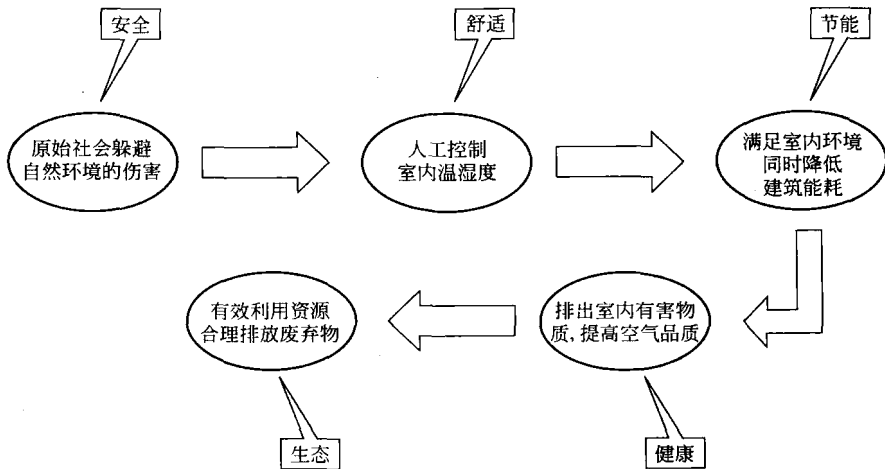 安全
舒适
节能
原始社会躲避
自然环境的伤害
人工控制
室内温湿度
满足室内环境
同时降低
建筑能耗
有效利用资源
合理排放废弃物
排出室内有害物
质,提高空气品质
生态
健康